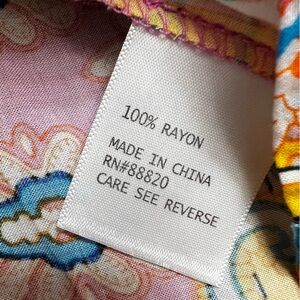 100% RAYON
MADE IN CHINA
RN#88820
CARE SEE REVERSE